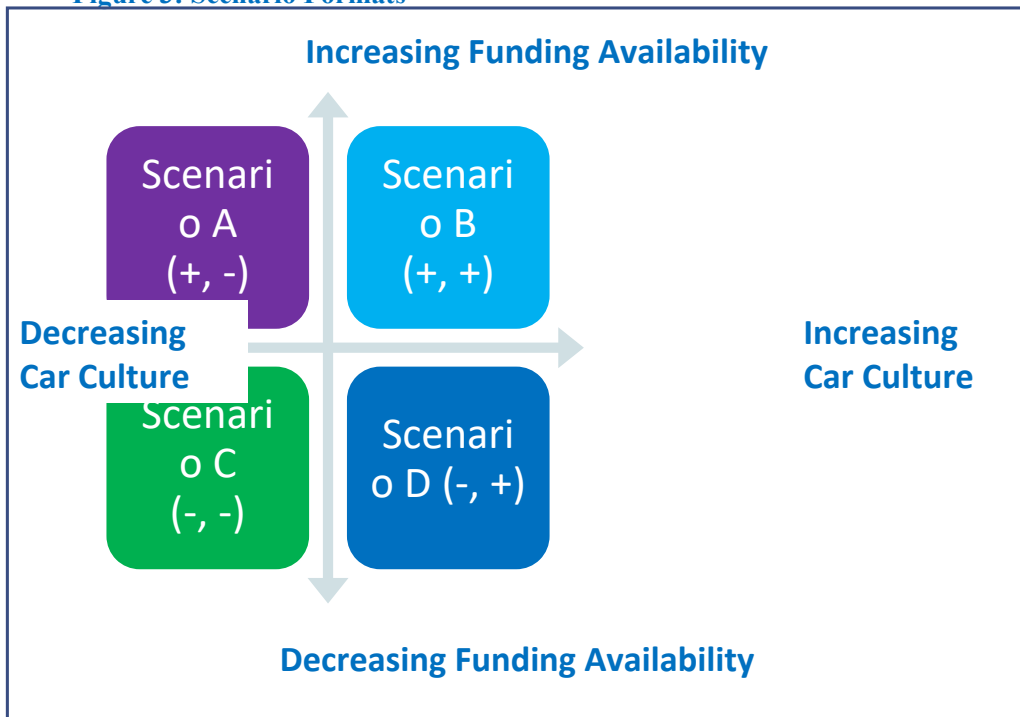 Increasing Funding Availability
Scenari
o A
(+, -)
Scenari
o B
(+, +)
Decreasing
Car Culture
Increasing
Car Culture
Scenari
o C
(-, -)
Scenari
o D (-, +)
Decreasing Funding Availability